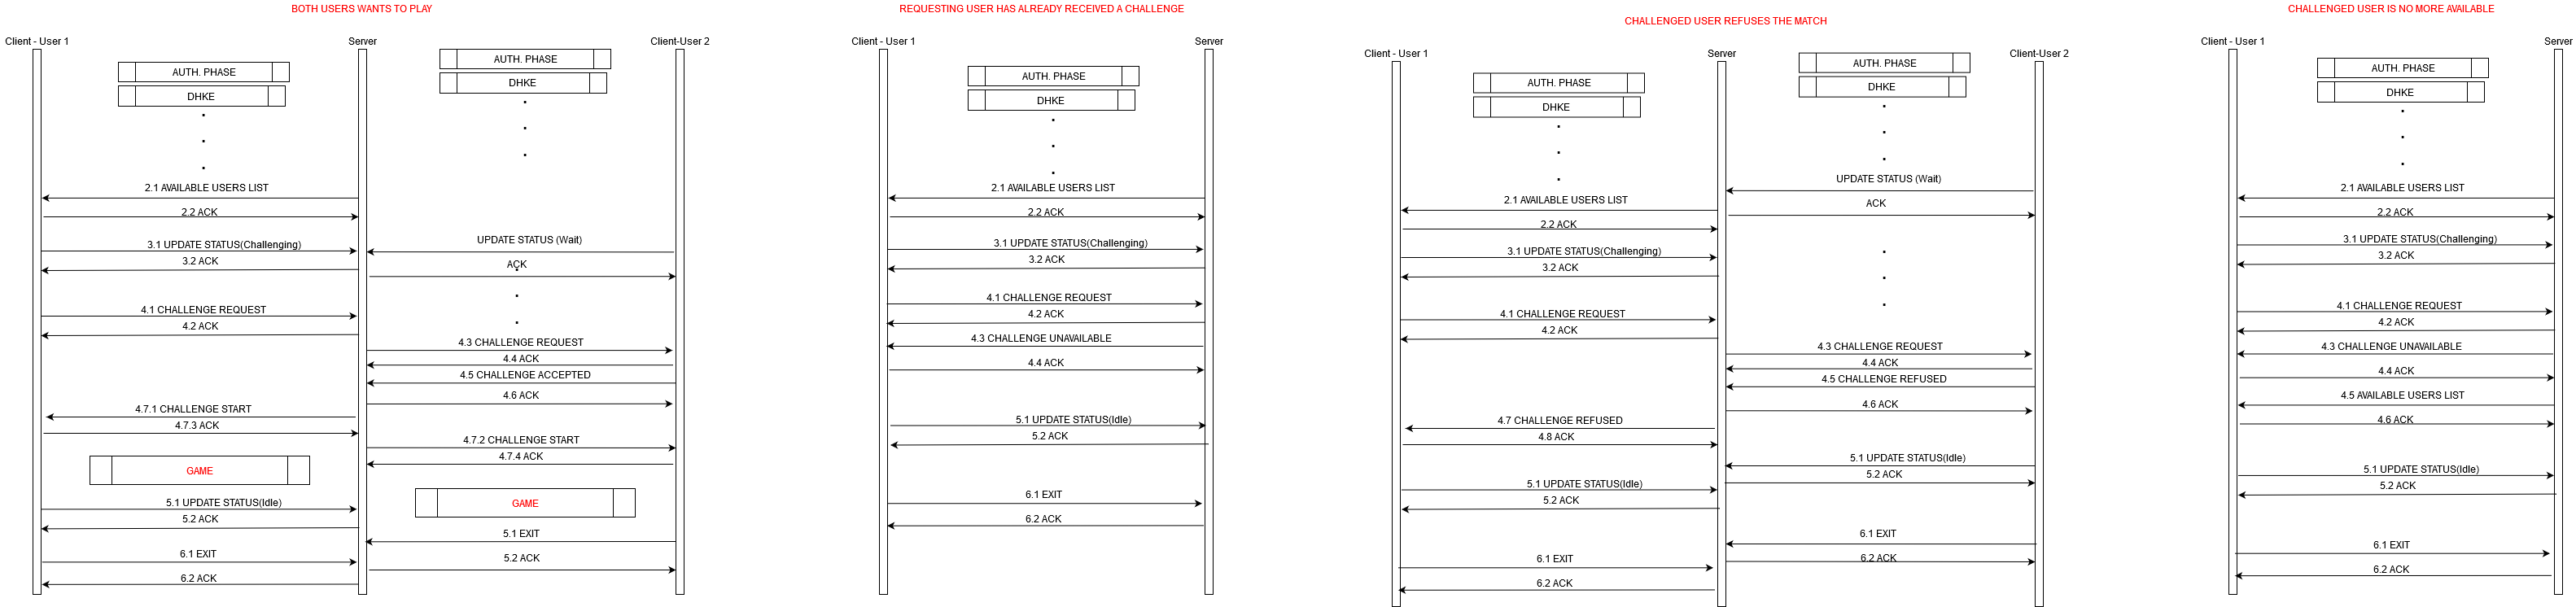 BOTH USERS WANTS TO PLAY
Client - User 1
Server
Client-User 2
AUTH. PHASE
DHKE
AUTH. PHASE
DHKE
2.1 AVAILABLE USERS LIST
2.2 ACK
3.1 UPDATE STATUS(Challenging)
3.2 ACK
UPDATE STATUS (Wait)
ACK
4.1 CHALLENGE REQUEST
4.2 ACK
4.3 CHALLENGE REQUEST
4.4 ACK
4.5 CHALLENGE ACCEPTED
4.6 ACK
4.7.1 CHALLENGE START
4.7.3 ACK
4.7.2 CHALLENGE START
4.7.4 ACK
GAME
GAME
5.1 UPDATE STATUS(Idle)
5.2 ACK
5.1 EXIT
5.2 ACK
6.1 EXIT
6.2 ACK
REQUESTING USER HAS ALREADY RECEIVED A CHALLENGE
Client - User 1
Server
AUTH. PHASE
DHKE
2.1 AVAILABLE USERS LIST
2.2 ACK
3.1 UPDATE STATUS(Challenging)
3.2 ACK
4.1 CHALLENGE REQUEST
4.2 ACK
4.3 CHALLENGE UNAVAILABLE
4.4 ACK
5.1 UPDATE STATUS(Idle)
5.2 ACK
6.1 EXIT
6.2 ACK
CHALLENGED USER REFUSES THE MATCH
Client - User 1
Server
Client-User 2
AUTH. PHASE
DHKE
AUTH. PHASE
DHKE
UPDATE STATUS (Wait)
ACK
2.1 AVAILABLE USERS LIST
2.2 ACK
3.1 UPDATE STATUS(Challenging)
3.2 ACK
4.1 CHALLENGE REQUEST
4.2 ACK
4.3 CHALLENGE REQUEST
4.4 ACK
4.5 CHALLENGE REFUSED
4.6 ACK
4.7 CHALLENGE REFUSED
4.8 ACK
5.1 UPDATE STATUS(Idle)
5.2 ACK
5.1 UPDATE STATUS(Idle)
5.2 ACK
6.1 EXIT
6.2 ACK
6.1 EXIT
6.2 ACK
CHALLENGED USER IS NO MORE AVAILABLE
Client - User 1
Server
AUTH. PHASE
DHKE
2.1 AVAILABLE USERS LIST
2.2 ACK
3.1 UPDATE STATUS(Challenging)
3.2 ACK
4.1 CHALLENGE REQUEST
4.2 ACK
4.3 CHALLENGE UNAVAILABLE
4.4 ACK
4.5 AVAILABLE USERS LIST
4.6 ACK
5.1 UPDATE STATUS(Idle)
5.2 ACK
6.1 EXIT
6.2 ACK